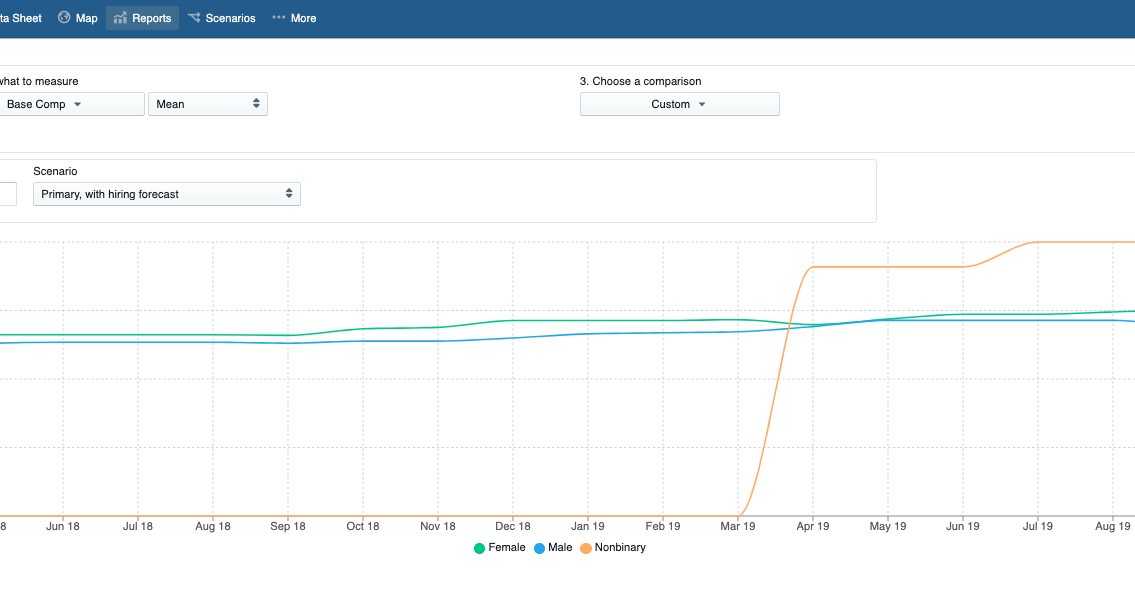 ta Sheet Map Reports Scenarios More
what to measure 3. Choose a comparison
Base Comp Mean Custom
Scenario
Primary, with hiring forecast
8 Jun 18 Jul 18 Aug 18 Sep 18 Oct 18 Nov 18 Dec 18 Jan 19 Feb 19 Mar 19 Apr 19 May 19 Jun 19 Jul 19 Aug 19
Female Male Nonbinary